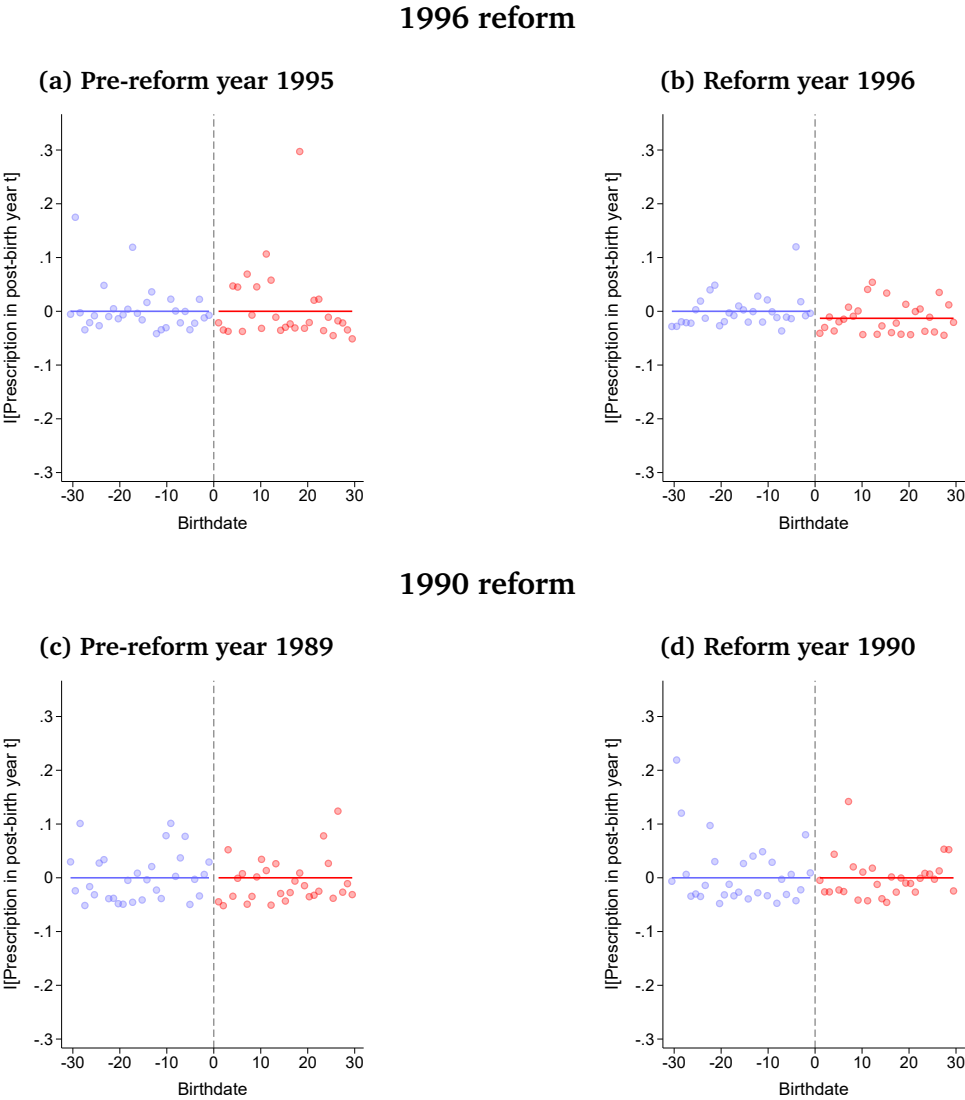 1996 reform
(a) Pre-reform year 1995
(b) Reform year 1996
I[Prescription in post-birth year t]
.3
.2
.1
0
-.1
-.2
-.3
-30 -20 -10 0 10 20 30
Birthdate
I[Prescription in post-birth year t]
.3
.2
.1
0
-.1
-.2
-.3
-30 -20 -10 0 10 20 30
Birthdate
1990 reform
(c) Pre-reform year 1989
(d) Reform year 1990
I[Prescription in post-birth year t]
.3
.2
.1
0
-.1
-.2
-.3
-30 -20 -10 0 10 20 30
Birthdate
I[Prescription in post-birth year t]
.3
.2
.1
0
-.1
-.2
-.3
-30 -20 -10 0 10 20 30
Birthdate